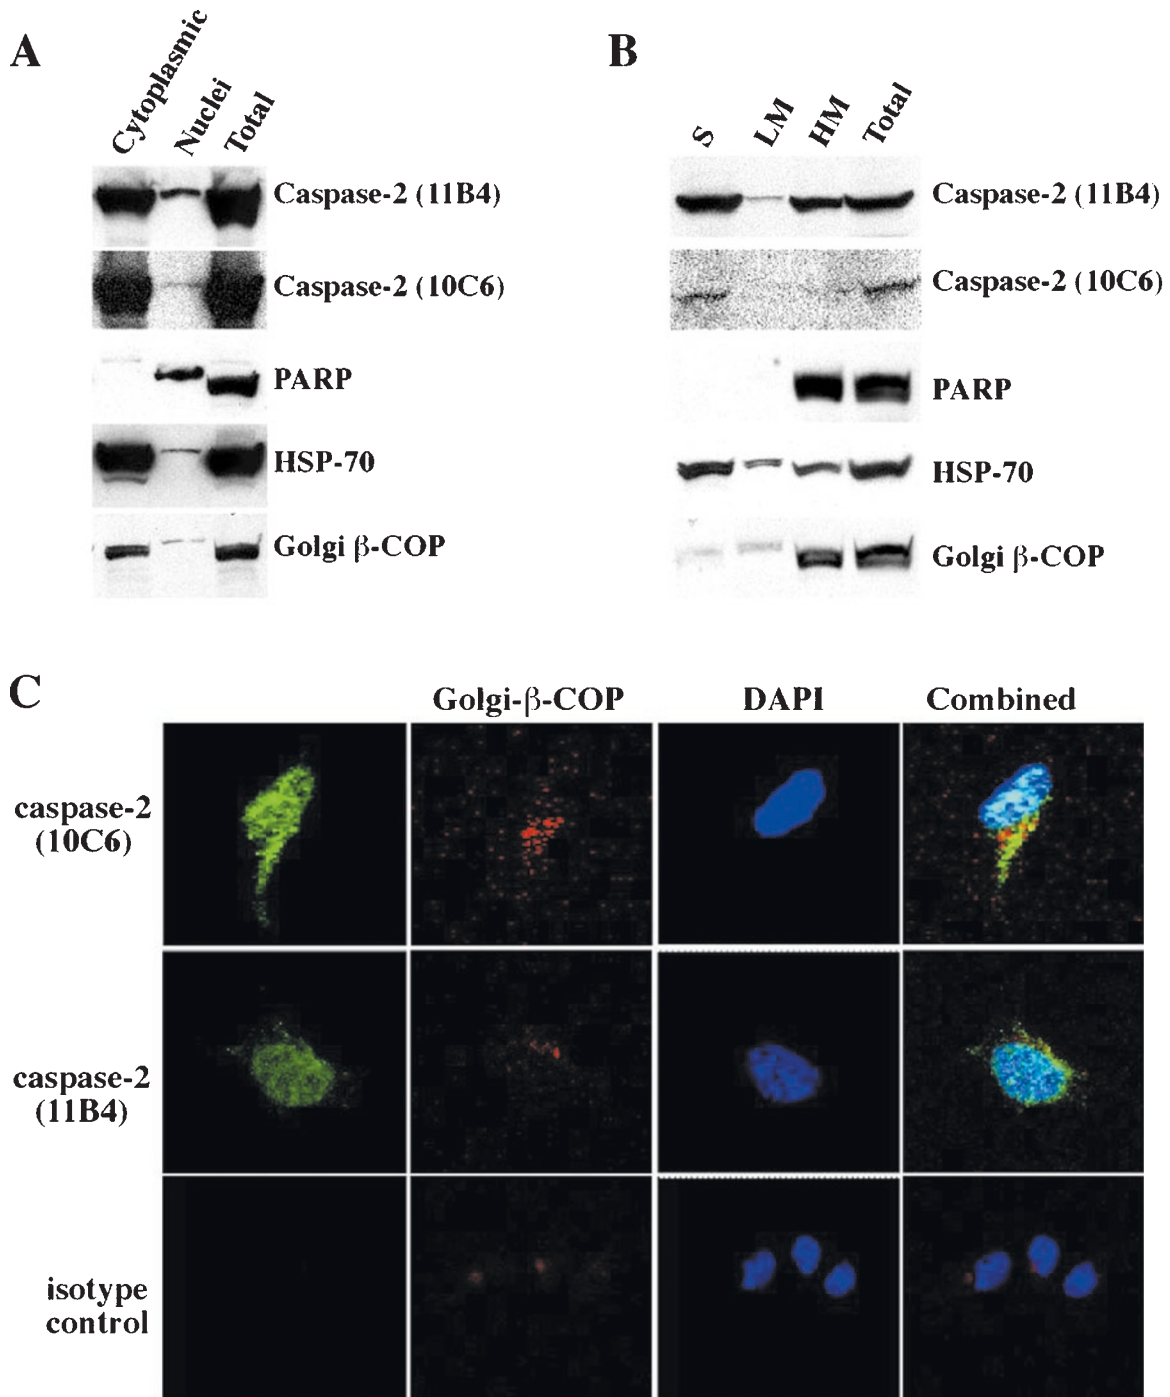 A
Cytoplasmic
Nuclei
Total
Caspase-2 (11B4)
Caspase-2 (10C6)
PARP
HSP-70
Golgi β-COP
B
S
LM
HM
Total
Caspase-2 (11B4)
Caspase-2 (10C6)
PARP
HSP-70
Golgi β-COP
C
Golgi-β-COP
DAPI
Combined
caspase-2
(10C6)
caspase-2
(11B4)
isotype
control